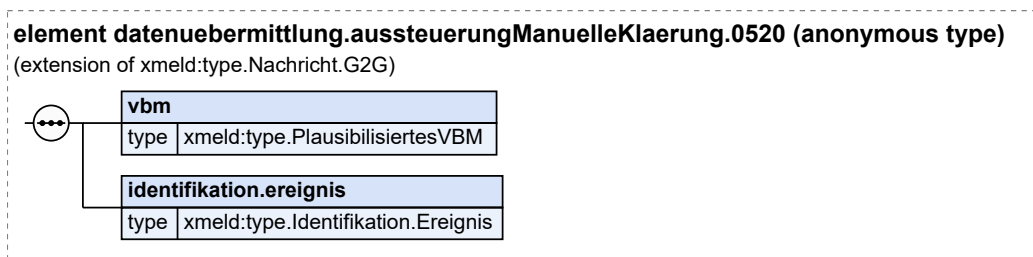 element datenuebermittlung.aussteuerungManuelleKlaerung.0520 (anonymous type)
(extension of xmeld:type.Nachricht.G2G)
vbm
type xmeld:type.PlausibilisiertesVBM
identifikation.ereignis
type xmeld:type.Identifikation.Ereignis